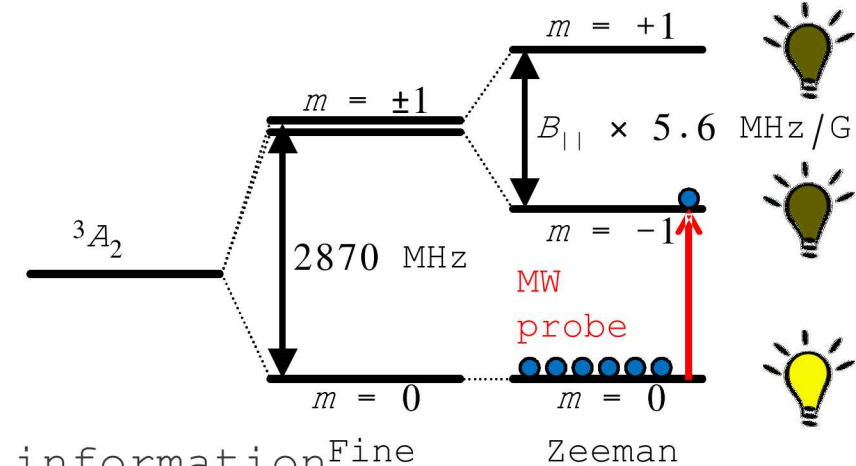 m = +1
m = ±1
B|| × 5.6 MHz/G
³A₂
m = −1
2870 MHz
MW
probe
m = 0
m = 0
information
Fine
Zeeman